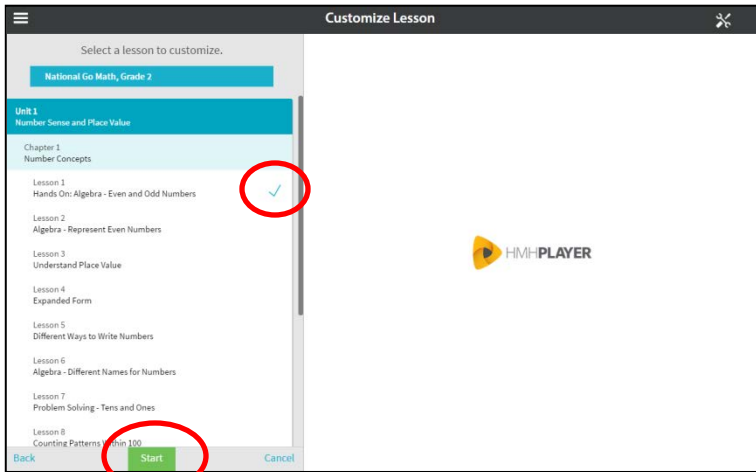 Customize Lesson
Select a lesson to customize.
National Go Math, Grade 2
Unit 1
Number Sense and Place Value
Chapter 1
Number Concepts
Lesson 1
Hands On: Algebra - Even and Odd Numbers
Lesson 2
Algebra - Represent Even Numbers
Lesson 3
Understand Place Value
Lesson 4
Expanded Form
Lesson 5
Different Ways to Write Numbers
Lesson 6
Algebra - Different Names for Numbers
Lesson 7
Problem Solving - Tens and Ones
Lesson 8
Counting Patterns Within 100
Back Start Cancel
HMHPLAYER